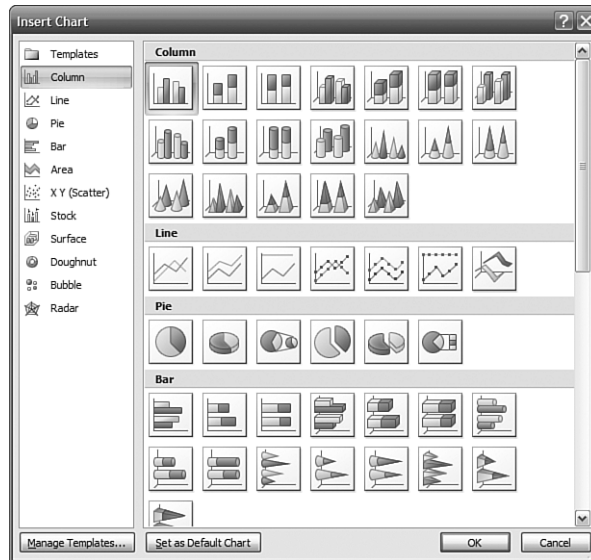 Insert Chart
Templates
Column
Line
Pie
Bar
Area
X Y (Scatter)
Stock
Surface
Doughnut
Bubble
Radar
Column
Line
Pie
Bar
Manage Templates...
Set as Default Chart
OK
Cancel